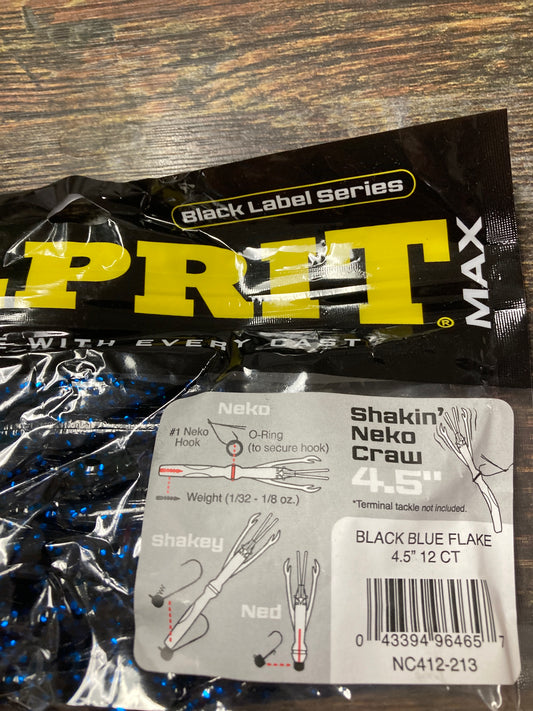 Black Label Series
PRIT® MAX
WITH EVERY CAST
Neko
#1 Neko Hook
O-Ring (to secure hook)
Weight (1/32 - 1/8 oz.)
Shakin'
Neko
Craw
4.5"
*Terminal tackle not included.
Shakey
Ned
BLACK BLUE FLAKE
4.5" 12 CT
0 43394 96465 7
NC412-213